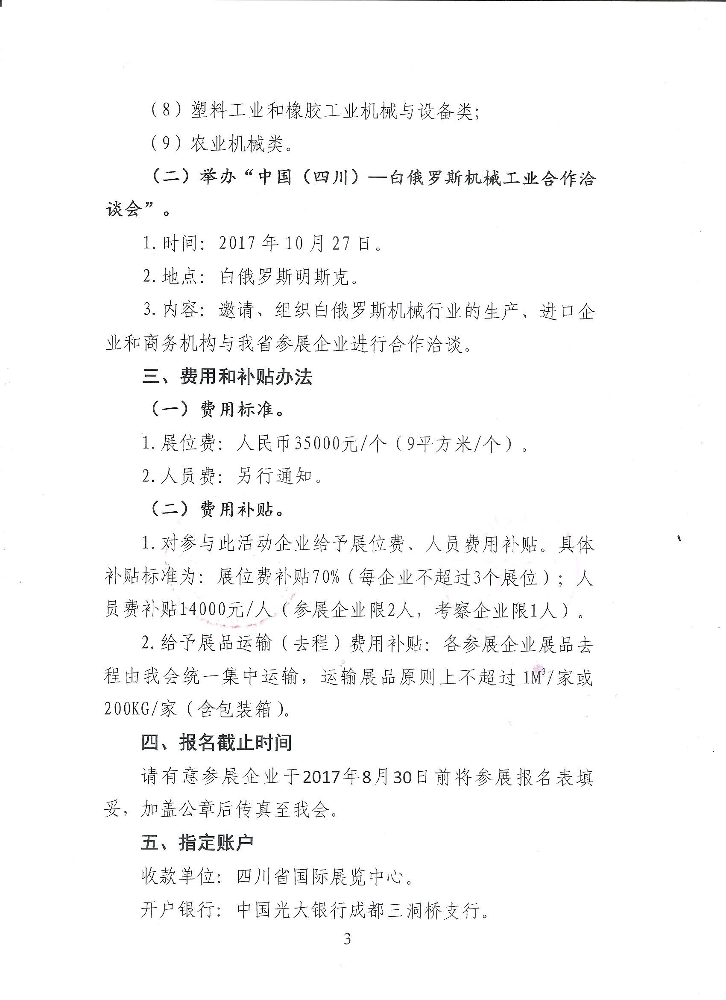 （8）塑料工业和橡胶工业机械与设备类；
（9）农业机械类。
（二）举办“中国（四川）—白俄罗斯机械工业合作洽
谈会”。
1.时间：2017 年 10 月 27 日。
2.地点：白俄罗斯明斯克。
3.内容：邀请、组织白俄罗斯机械行业的生产、进口企
业和商务机构与我省参展企业进行合作洽谈。
三、费用和补贴办法
（一）费用标准。
1.展位费：人民币35000元/个（9平方米/个）。
2.人员费：另行通知。
（二）费用补贴。
1.对参与此活动企业给予展位费、人员费用补贴。具体
补贴标准为：展位费补贴70%（每企业不超过3个展位）；人
员费补贴14000元/人（参展企业限2人，考察企业限1人）。
2.给予展品运输（去程）费用补贴：各参展企业展品去
程由我会统一集中运输，运输展品原则上不超过 1M³/家或
200KG/家（含包装箱）。
四、报名截止时间
请有意参展企业于2017年8月30日前将参展报名表填
妥，加盖公章后传真至我会。
五、指定账户
收款单位：四川省国际展览中心。
开户银行：中国光大银行成都三洞桥支行。
3